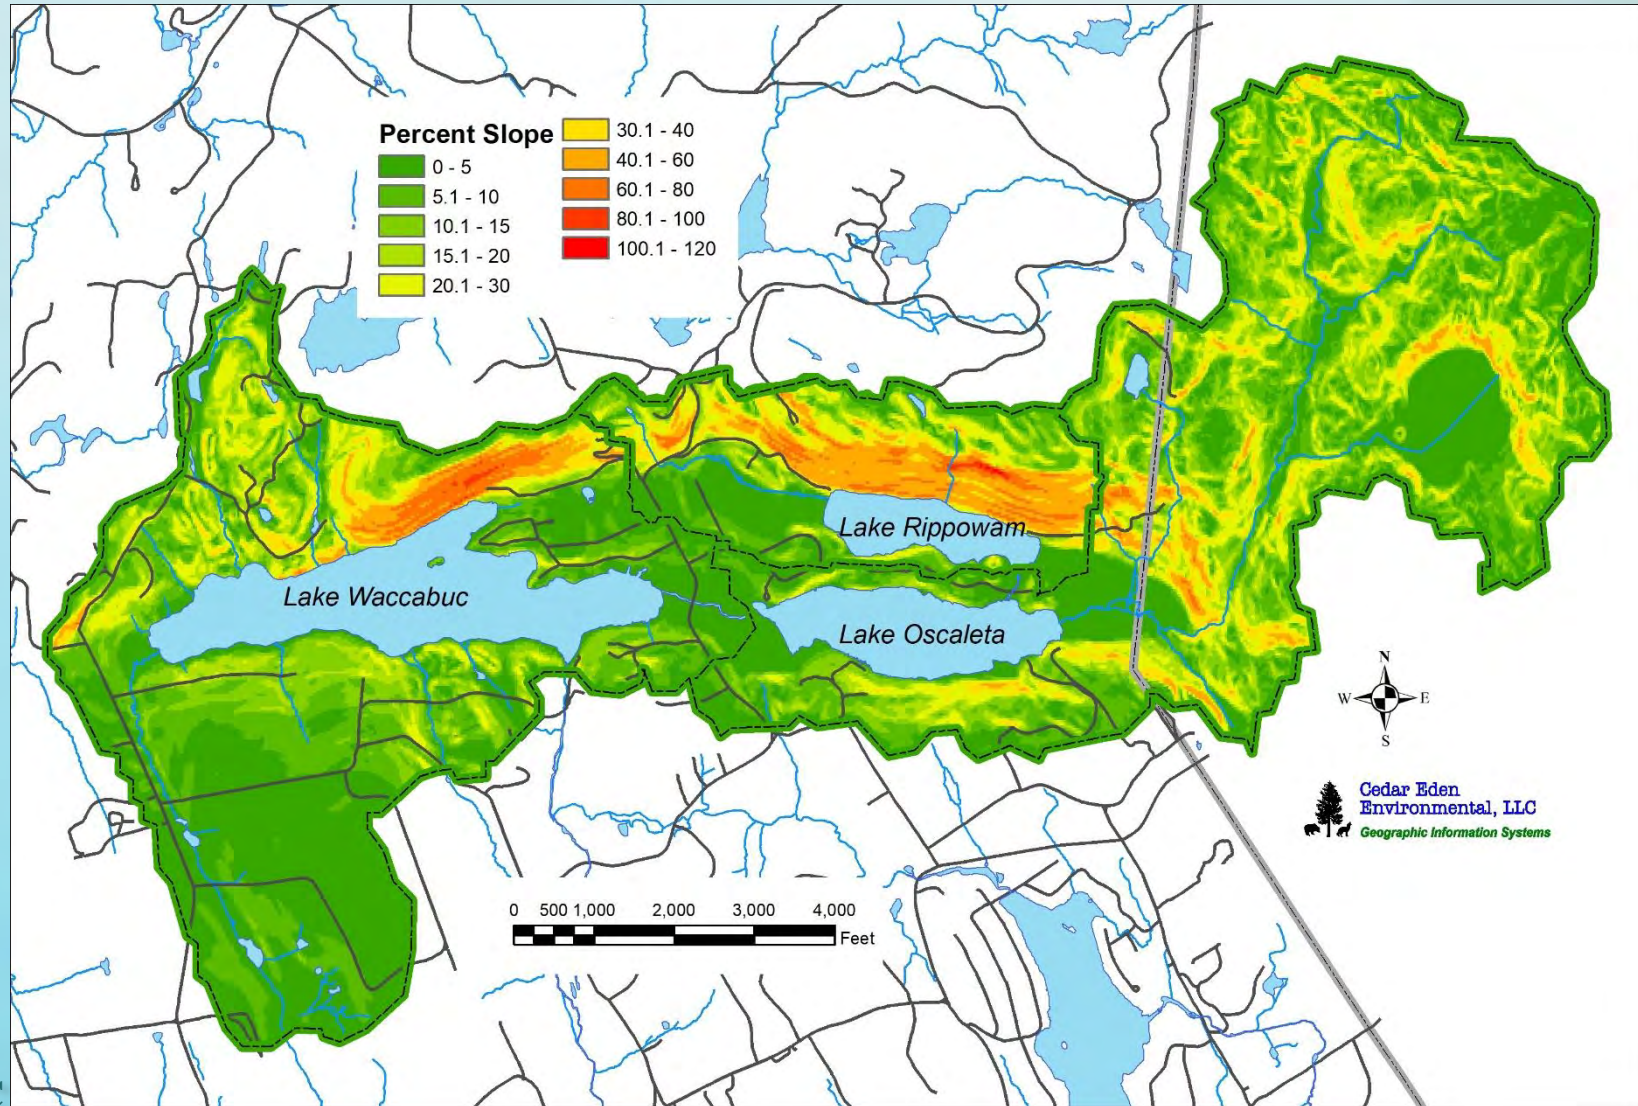 Percent Slope
0 - 5
5.1 - 10
10.1 - 15
15.1 - 20
20.1 - 30
30.1 - 40
40.1 - 60
60.1 - 80
80.1 - 100
100.1 - 120
Lake Rippowam
Lake Waccabuc
Lake Oscaleta
N
W E
S
Cedar Eden
Environmental, LLC
Geographic Information Systems
0 500 1,000 2,000 3,000 4,000
Feet